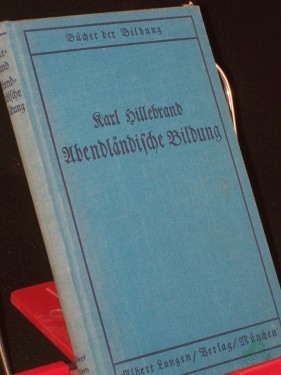 Bücher der Bildung
Karl Hillebrand
Abendländische Bildung
Albert Langen / Verlag / München